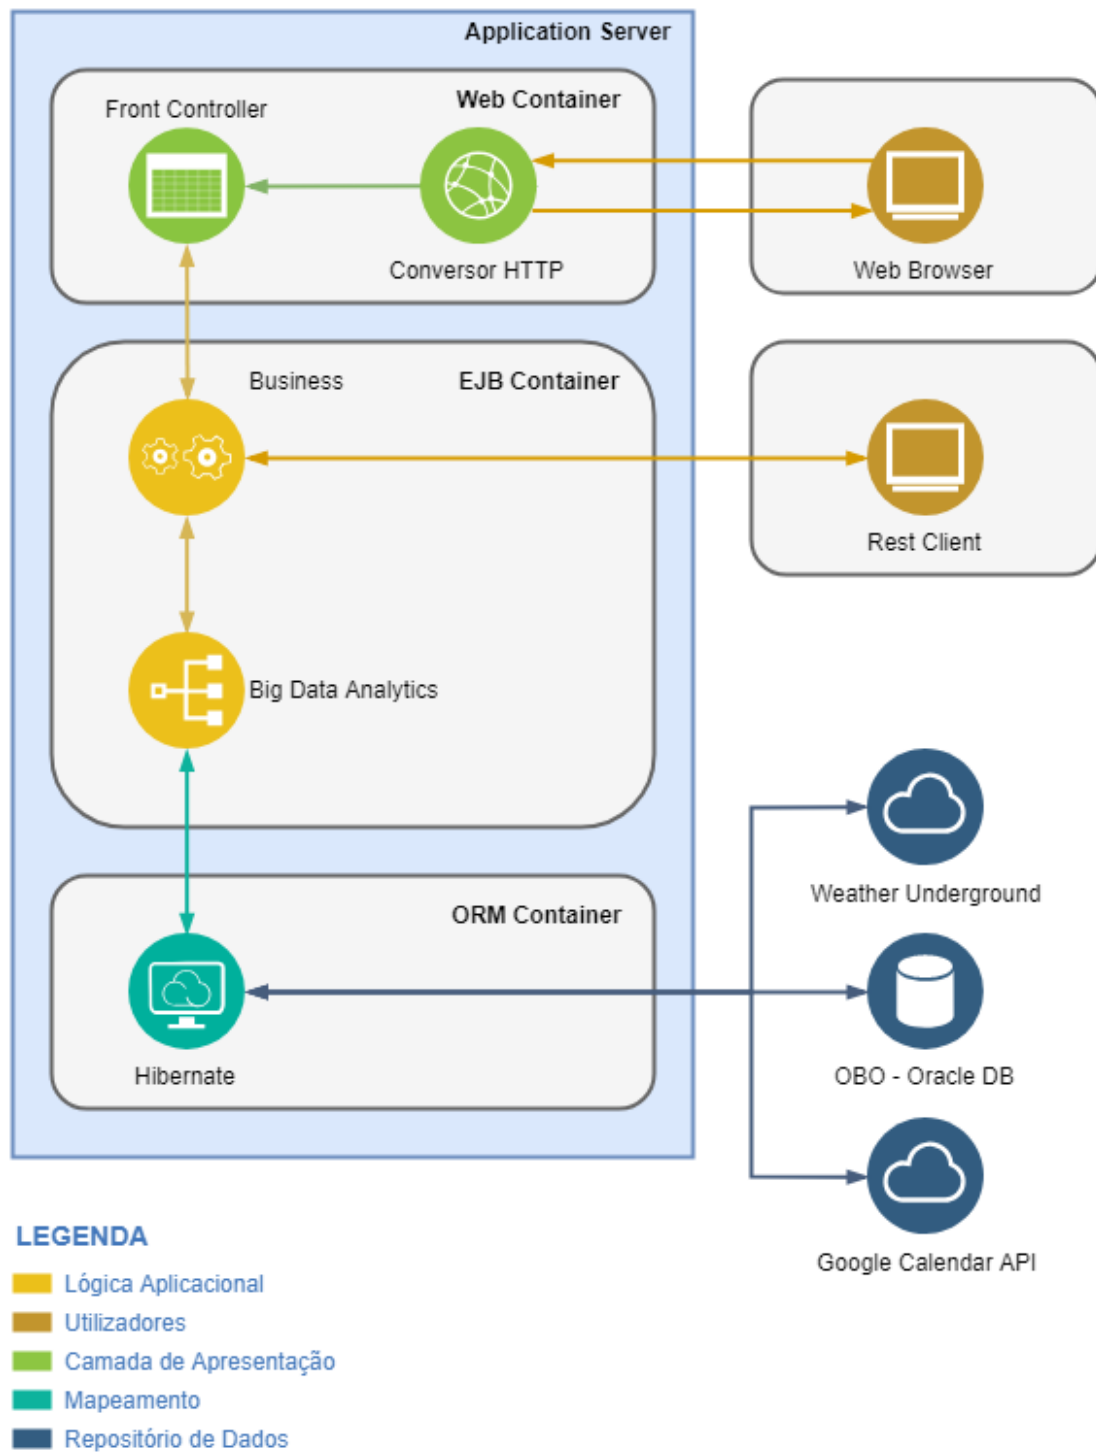 Application Server
Web Container
Front Controller
Conversor HTTP
Web Browser
Business
EJB Container
Rest Client
Big Data Analytics
Weather Underground
ORM Container
Hibernate
OBO - Oracle DB
Google Calendar API
LEGENDA
Lógica Aplicacional
Utilizadores
Camada de Apresentação
Mapeamento
Repositório de Dados